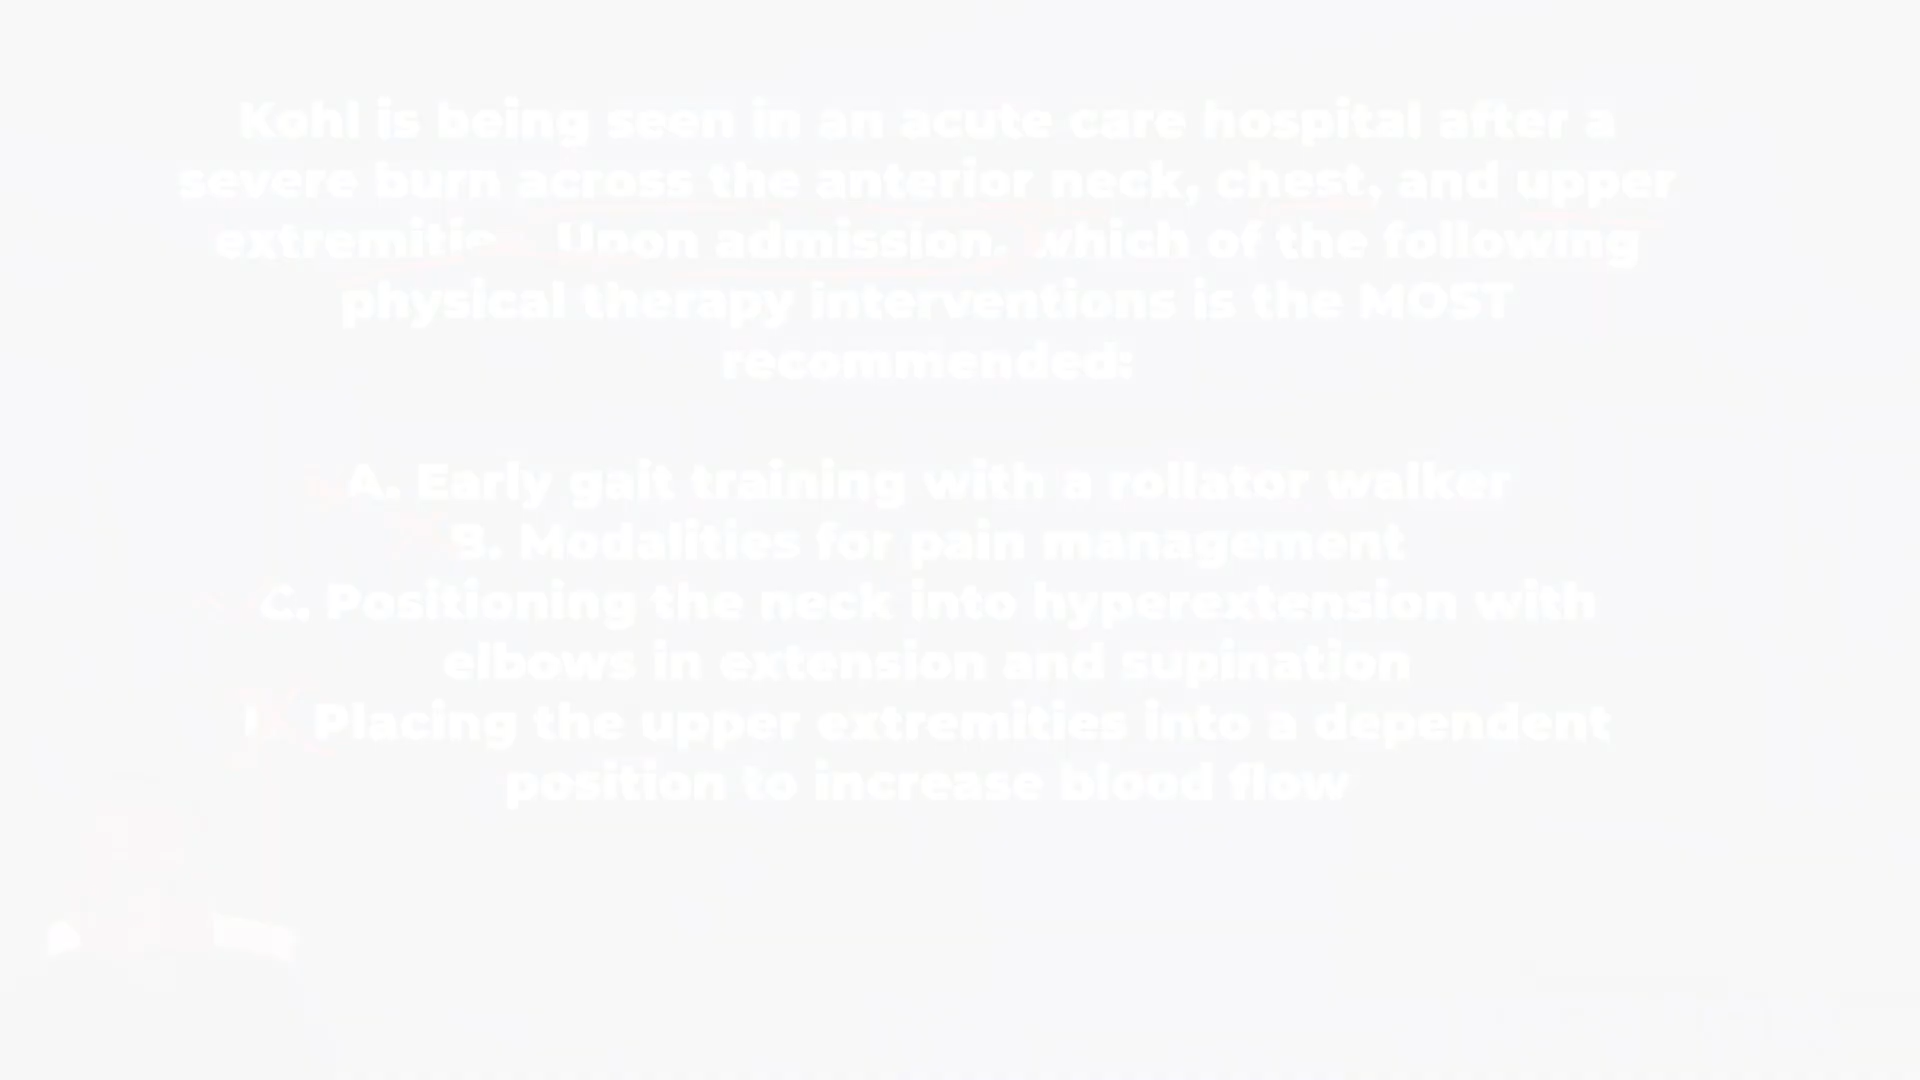 Kohl is being seen in an acute care hospital after a
severe burn across the anterior neck, chest, and upper
Upon admission, which of the following
physical therapy interventions is the MOST
recommended:
A. Early gait training with a rollator walker
B. Modalities for pain management
C. Positioning the neck into hyperextension with
elbows in extension and supination
Placing the upper extremities into a dependent
position to increase blood flow